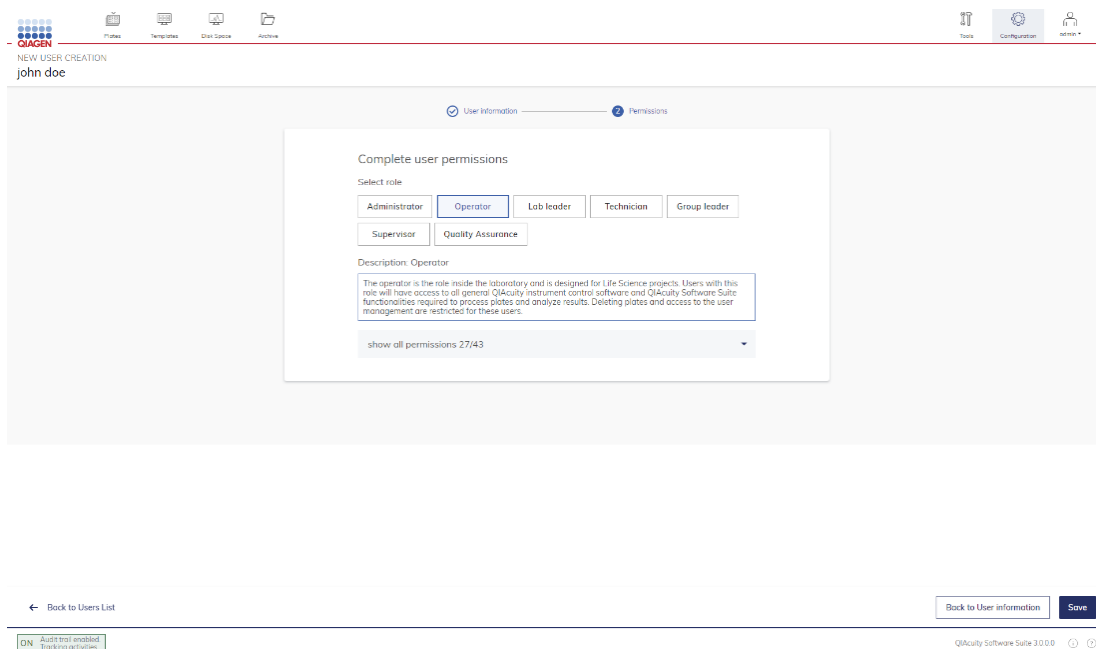 Plates
Templates
Disk Space
Archive
Tools
Configuration
admin
QIAGEN
NEW USER CREATION
john doe
User information
2 Permissions
Complete user permissions
Select role
Administrator
Operator
Lab leader
Technician
Group leader
Supervisor
Quality Assurance
Description: Operator
The operator is the role inside the laboratory and is designed for Life Science projects. Users with this
role will have access to all general QIAcuity instrument control software and QIAcuity Software Suite
functionalities required to process plates and analyze results. Deleting plates and access to the user
management are restricted for these users.
show all permissions 27/43
Back to Users List
Back to User information
Save
ON
Audit trail enabled.
Tracking activities
QIAcuity Software Suite 3.0.0.0